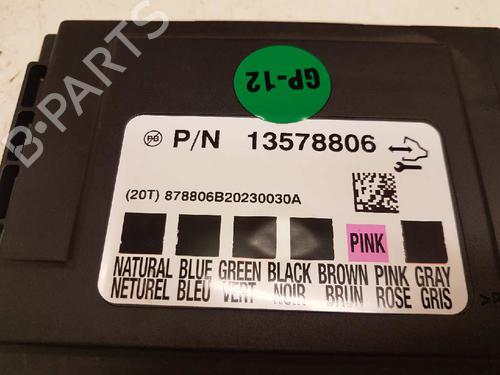 GP-12
P/N 13578806
(20T) 878806B20230030A
PINK
NATURAL BLUE GREEN BLACK BROWN PINK GRAY
NETUREL BLEU VERT NOIR BRUN ROSE GRIS
B-PARTS